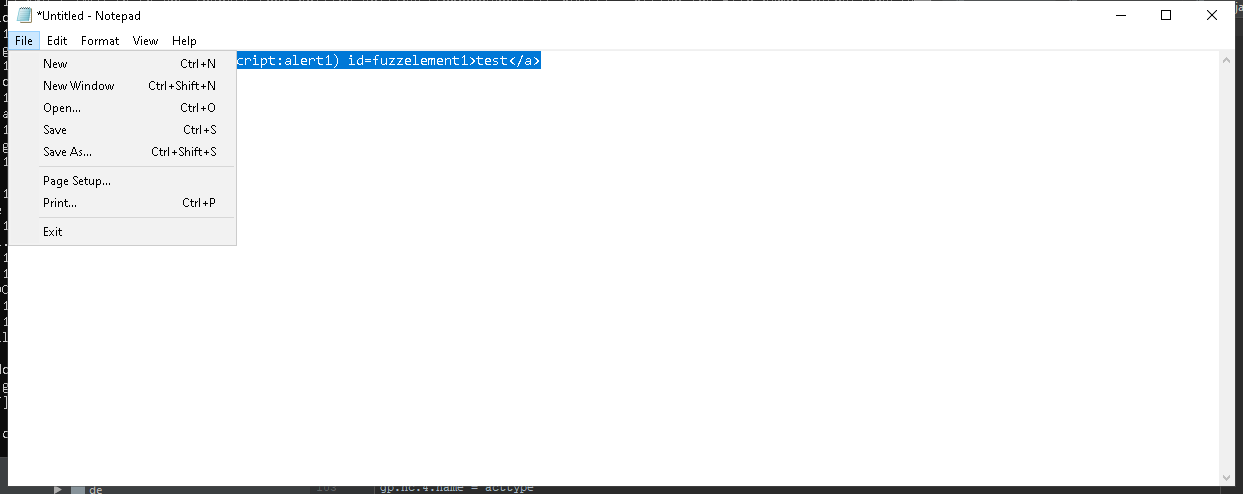 *Untitled - Notepad
File Edit Format View Help
cript:alert1) id=fuzzelement1>test</a>
New Ctrl+N
New Window Ctrl+Shift+N
Open... Ctrl+O
Save Ctrl+S
Save As... Ctrl+Shift+S
Page Setup...
Print... Ctrl+P
Exit
de
gp.nc.4.name = acttype